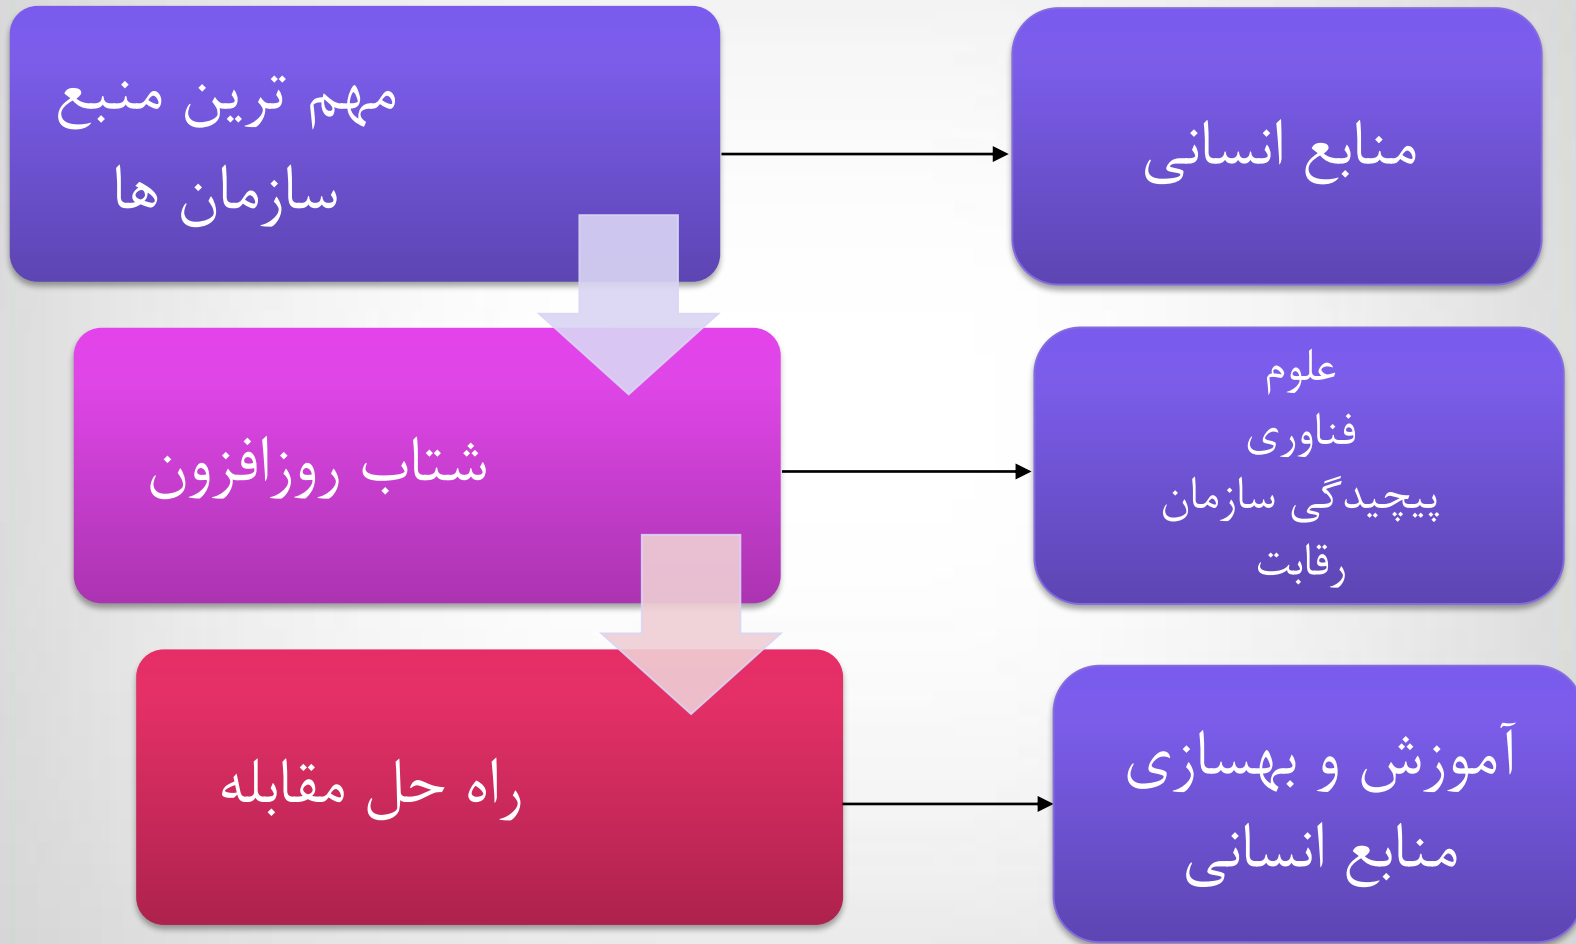 مهم ترین منبع
سازمان ها
منابع انسانی
شتاب روزافزون
علوم
فناوری
پیچیدگی سازمان
رقابت
راه حل مقابله
آموزش و بهسازی
منابع انسانی